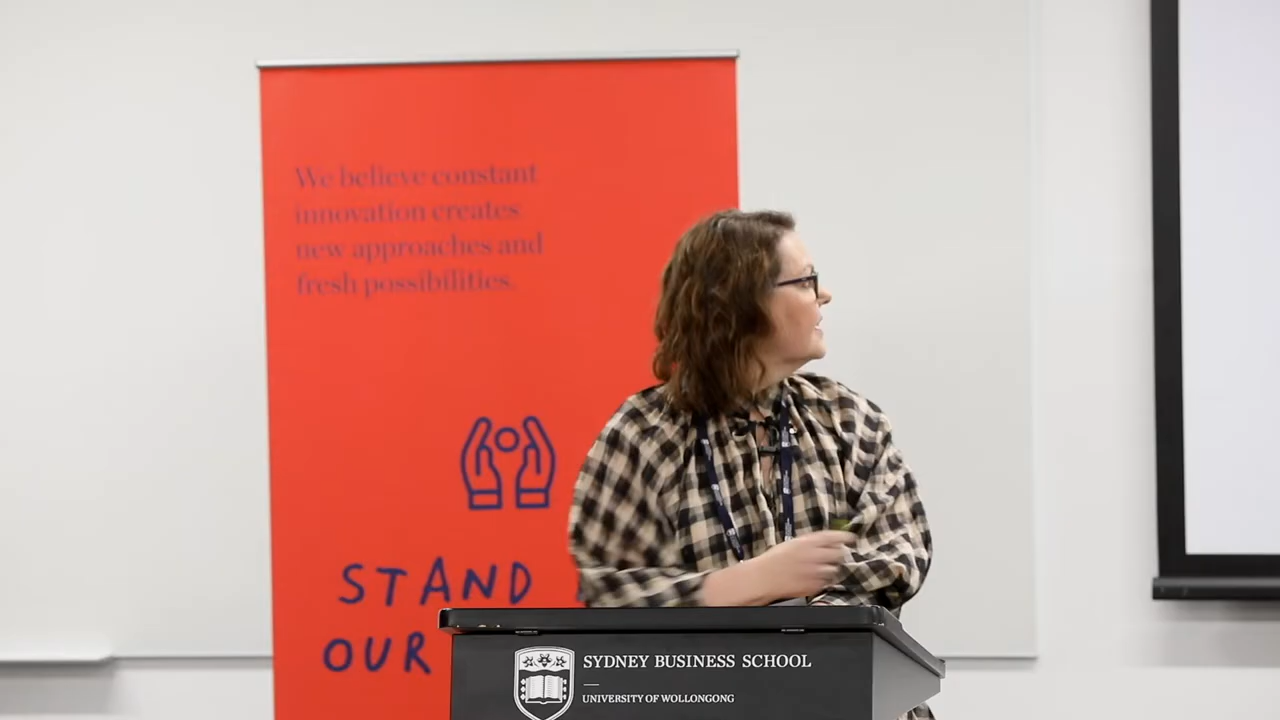 We believe constant
innovation creates
new approaches and
fresh possibilities.
STAND
OUR
SYDNEY BUSINESS SCHOOL
UNIVERSITY OF WOLLONGONG